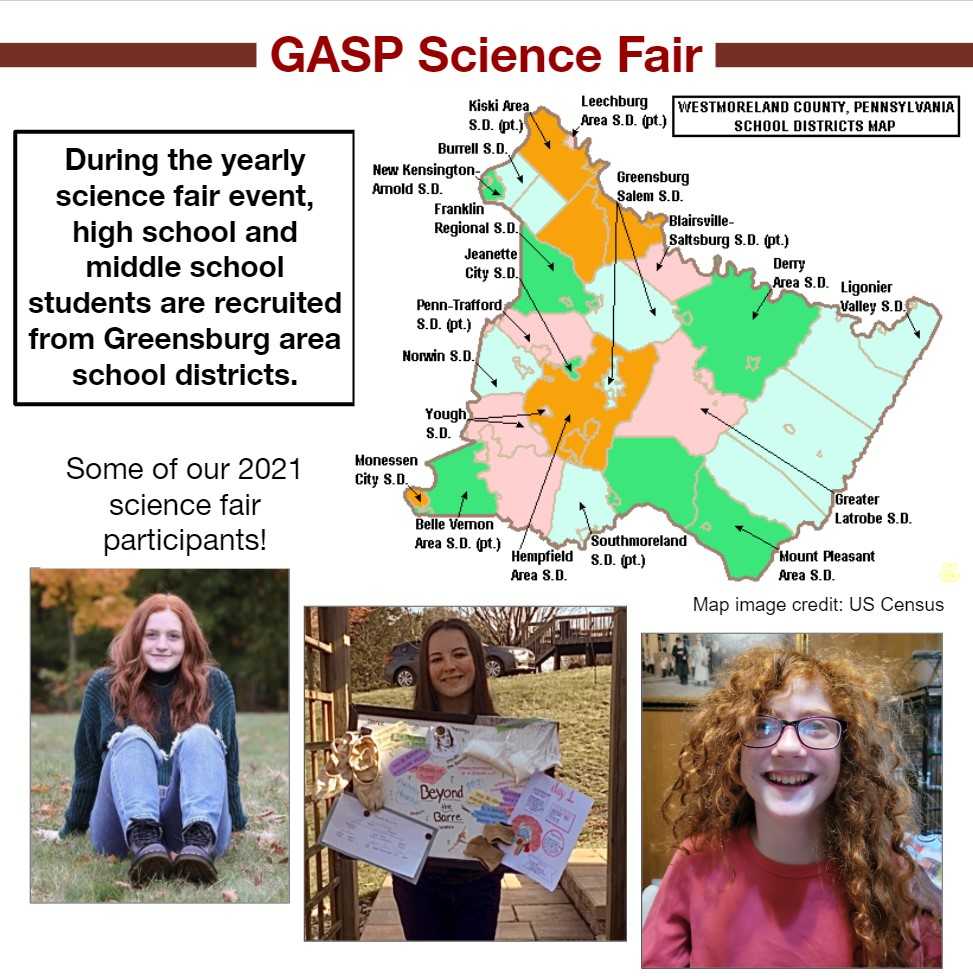 GASP Science Fair
During the yearly
science fair event,
high school and
middle school
students are recruited
from Greensburg area
school districts.
WESTMORELAND COUNTY, PENNSYLVANIA
SCHOOL DISTRICTS MAP
Kiski Area
S.D. (pt.)
Leechburg
Area S.D. (pt.)
Burrell S.D.
New Kensington-
Arnold S.D.
Greensburg
Salem S.D.
Franklin
Regional S.D.
Blairsville-
Saltsburg S.D. (pt.)
Jeanette
City S.D.
Derry
Area S.D.
Ligonier
Valley S.D.
Penn-Trafford
S.D. (pt.)
Norwin S.D.
Yough
S.D.
Monessen
City S.D.
Belle Vernon
Area S.D. (pt.)
Hempfield
Area S.D.
Southmoreland
S.D. (pt.)
Greater
Latrobe S.D.
Mount Pleasant
Area S.D.
Map image credit: US Census
Some of our 2021
science fair
participants!
Beyond
the
Barre
day 1